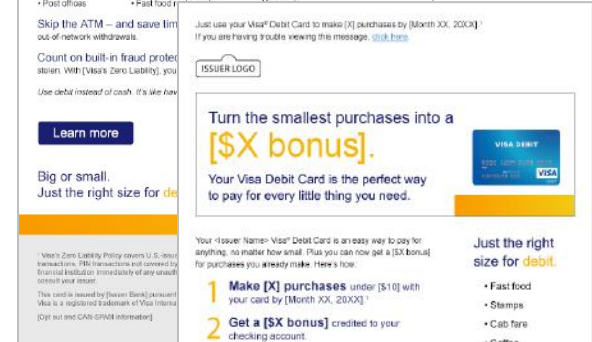 • Post offices
• Fast food r
Skip the ATM – and save tim
out-of-network withdrawals.
Count on built-in fraud protec
stolen. With [Visa's Zero Liability], you
Use debit instead of cash. It's like hav
Learn more
Big or small.
Just the right size for de
¹ Visa's Zero Liability Policy covers U.S.-issue
transactions. PIN transactions not covered by
financial institution immediately of any unauth
consult your issuer.
This card is issued by [Issuer Bank] pursuant
Visa is a registered trademark of Visa Interna
[Opt out and CAN-SPAM information]
Just use your Visa® Debit Card to make [X] purchases by [Month XX, 20XX].¹
If you are having trouble viewing this message, click here.
ISSUER LOGO
Turn the smallest purchases into a
[$X bonus].
Your Visa Debit Card is the perfect way
to pay for every little thing you need.
VISA DEBIT
VISA
Your <Issuer Name> Visa® Debit Card is an easy way to pay for
anything, no matter how small. Plus you can now get a [$X bonus]
for purchases you already make. Here's how:
1 Make [X] purchases under [$10] with
your card by [Month XX, 20XX].¹
2 Get a [$X bonus] credited to your
checking account.
Just the right
size for debit.
• Fast food
• Stamps
• Cab fare
• Coffee